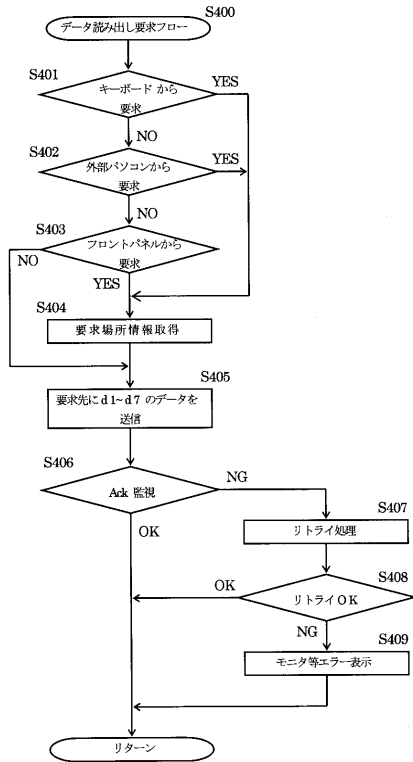 S400
データ読み出し要求フロー
S401
キーボードから
要求
YES
NO
S402
外部パソコンから
要求
YES
NO
S403
フロントパネルから
要求
NO
YES
S404
要求場所情報取得
S405
要求先にd1~d7のデータを
送信
S406
Ack 監視
NG
OK
S407
リトライ処理
S408
リトライOK
OK
NG
S409
モニタ等エラー表示
リターン